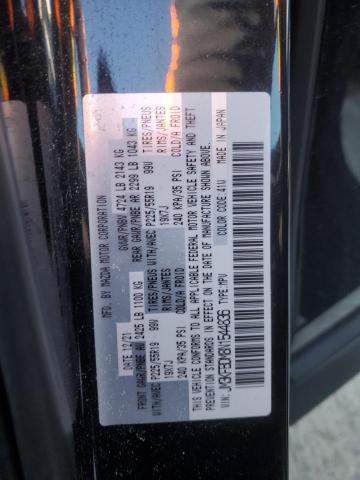 MFD. BY MAZDA MOTOR CORPORATION
12/21 GVWR/PNBV 4724 LB 2143 KG
FRONT GAWR/PNBE AV 2425 LB 1100 KG REAR GAWR/PNBE AR 2299 LB 1043 KG
TIRES/PNEUS TIRES/PNEUS
WITH/AVEC P225/55R19 99V WITH/AVEC P225/55R19 99V
RIMS/JANTES RIMS/JANTES
19X7J 19X7J
COLD/A FROID COLD/A FROID
240 KPA/35 PSI 240 KPA/35 PSI
THIS VEHICLE CONFORMS TO ALL APPLICABLE FEDERAL MOTOR VEHICLE SAFETY AND THEFT
PREVENTION STANDARDS IN EFFECT ON THE DATE OF MANUFACTURE SHOWN ABOVE.
TYPE:MPV COLOR CODE:41W MADE IN JAPAN